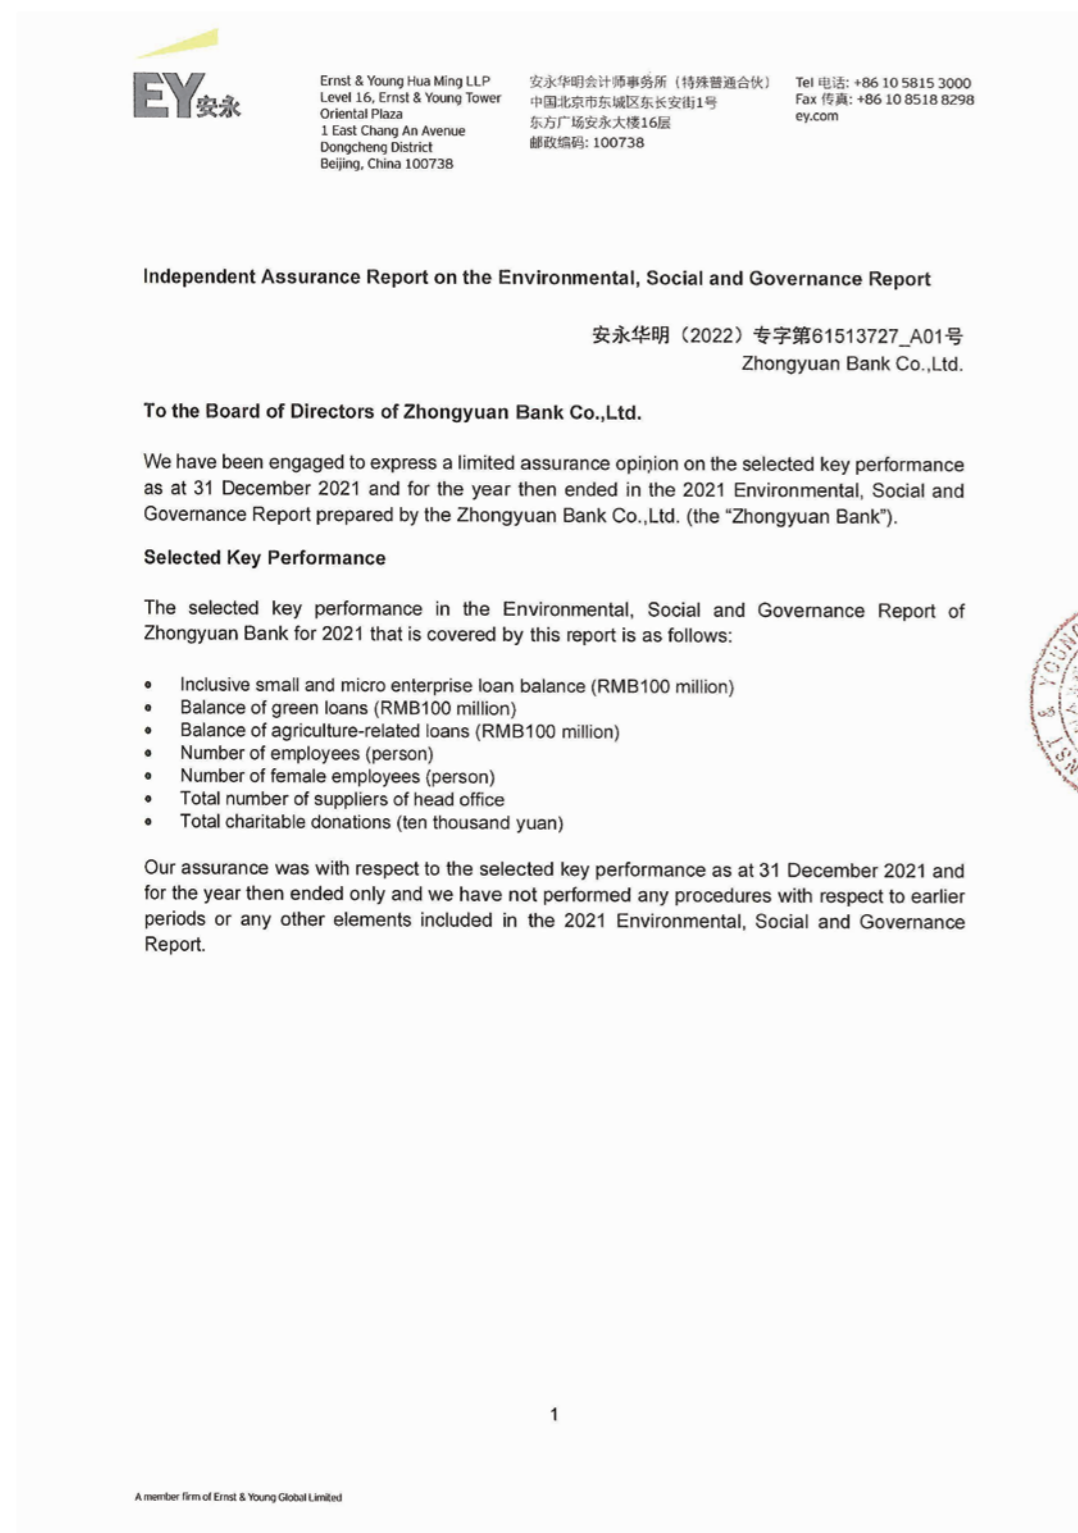 EY安永
Ernst & Young Hua Ming LLP
Level 16, Ernst & Young Tower
Oriental Plaza
1 East Chang An Avenue
Dongcheng District
Beijing, China 100738
安永华明会计师事务所（特殊普通合伙）
中国北京市东城区东长安街1号
东方广场安永大楼16层
邮政编码: 100738
Tel 电话: +86 10 5815 3000
Fax 传真: +86 10 8518 8298
ey.com
Independent Assurance Report on the Environmental, Social and Governance Report
安永华明（2022）专字第61513727_A01号
Zhongyuan Bank Co.,Ltd.
To the Board of Directors of Zhongyuan Bank Co.,Ltd.
We have been engaged to express a limited assurance opinion on the selected key performance
as at 31 December 2021 and for the year then ended in the 2021 Environmental, Social and
Governance Report prepared by the Zhongyuan Bank Co.,Ltd. (the “Zhongyuan Bank”).
Selected Key Performance
The selected key performance in the Environmental, Social and Governance Report of
Zhongyuan Bank for 2021 that is covered by this report is as follows:
• Inclusive small and micro enterprise loan balance (RMB100 million)
• Balance of green loans (RMB100 million)
• Balance of agriculture-related loans (RMB100 million)
• Number of employees (person)
• Number of female employees (person)
• Total number of suppliers of head office
• Total charitable donations (ten thousand yuan)
Our assurance was with respect to the selected key performance as at 31 December 2021 and
for the year then ended only and we have not performed any procedures with respect to earlier
periods or any other elements included in the 2021 Environmental, Social and Governance
Report.
1
A member firm of Ernst & Young Global Limited